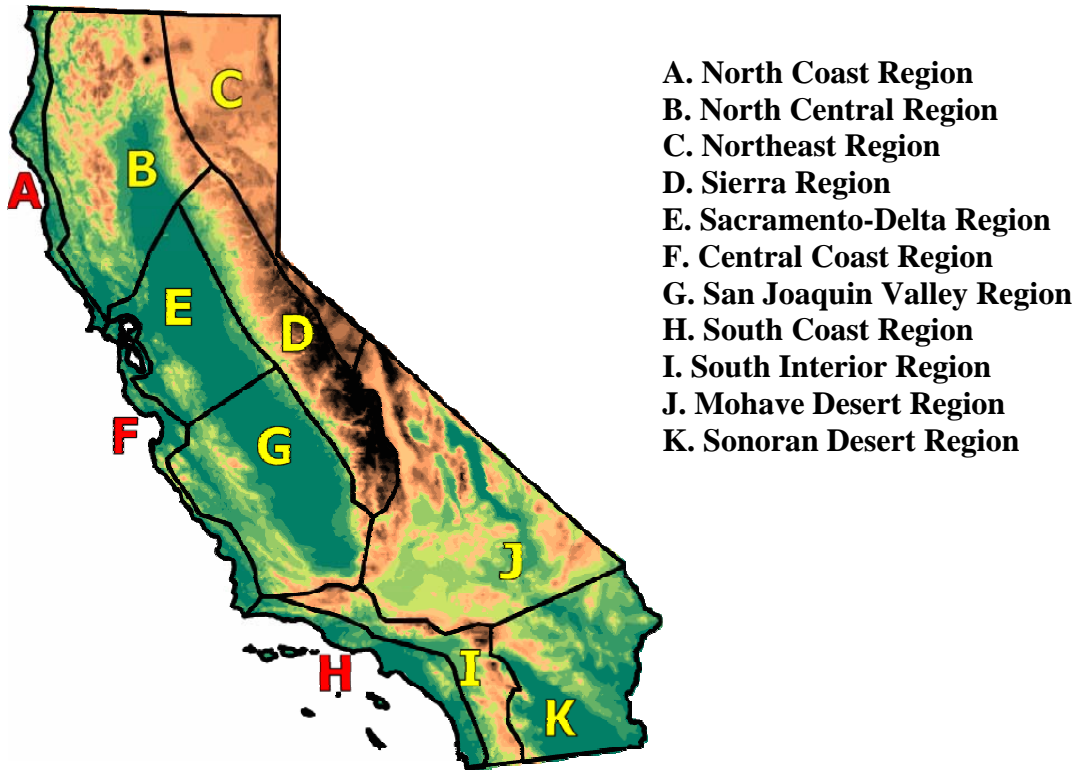 C
B
A
E
D
F
G
J
H
I
K
A. North Coast Region
B. North Central Region
C. Northeast Region
D. Sierra Region
E. Sacramento-Delta Region
F. Central Coast Region
G. San Joaquin Valley Region
H. South Coast Region
I. South Interior Region
J. Mohave Desert Region
K. Sonoran Desert Region